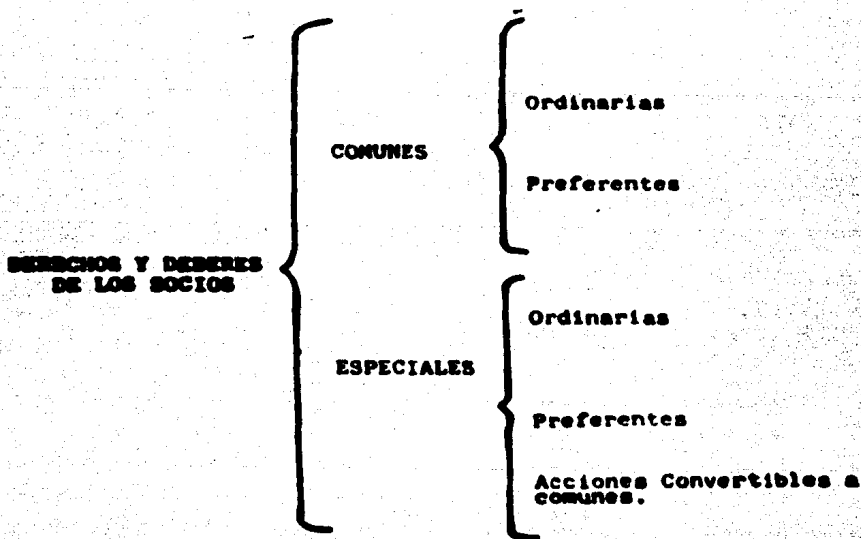 DERECHOS Y DEBERES
DE LOS SOCIOS
COMUNES
Ordinarias
Preferentes
ESPECIALES
Ordinarias
Preferentes
Acciones Convertibles a
comunes.